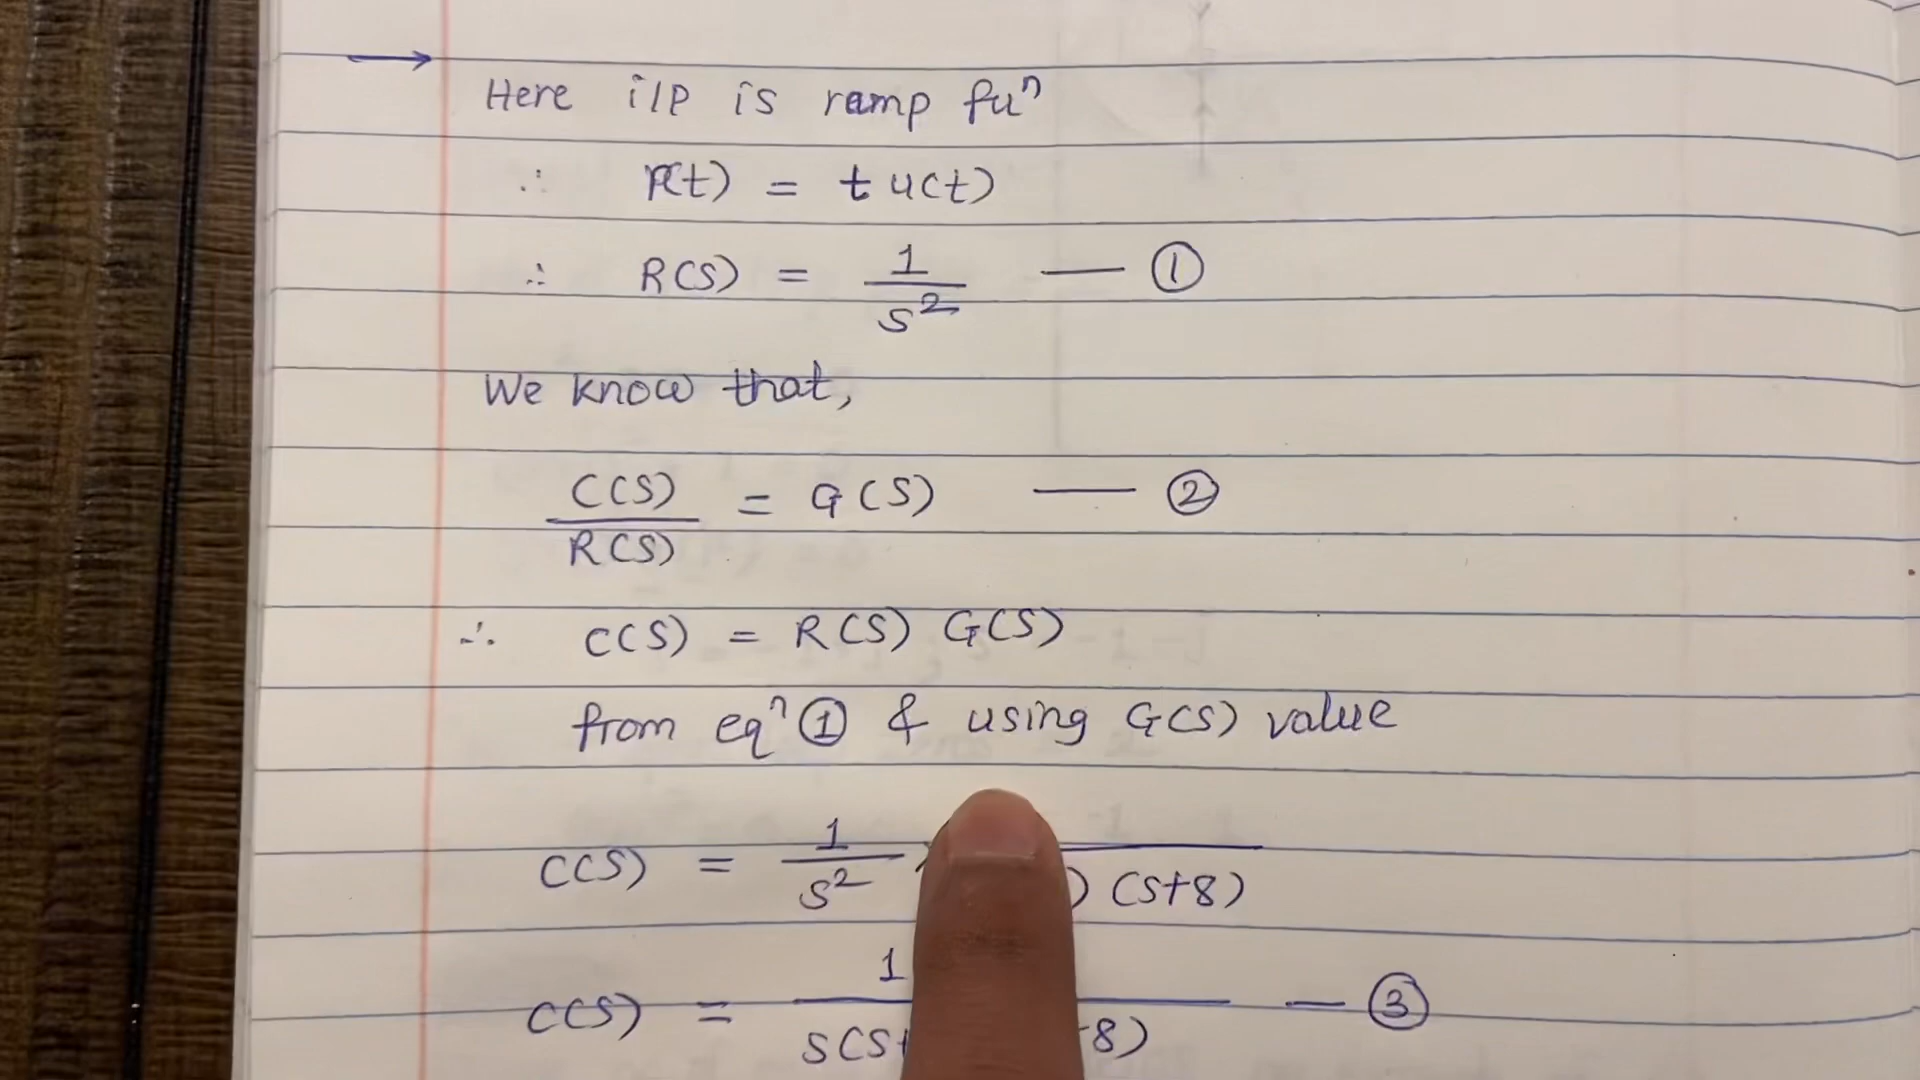 → Here i/p is ramp fuⁿ
∴ r(t) = t u(t)
∴ R(S) = 1/S² — ①
We know that,
C(S)/R(S) = G(S) — ②
∴ C(S) = R(S) G(S)
from eqⁿ ① & using G(S) value
C(S) = 1/S² ) (S+8)
C(S) = 1 / S(S+ +8) — ③